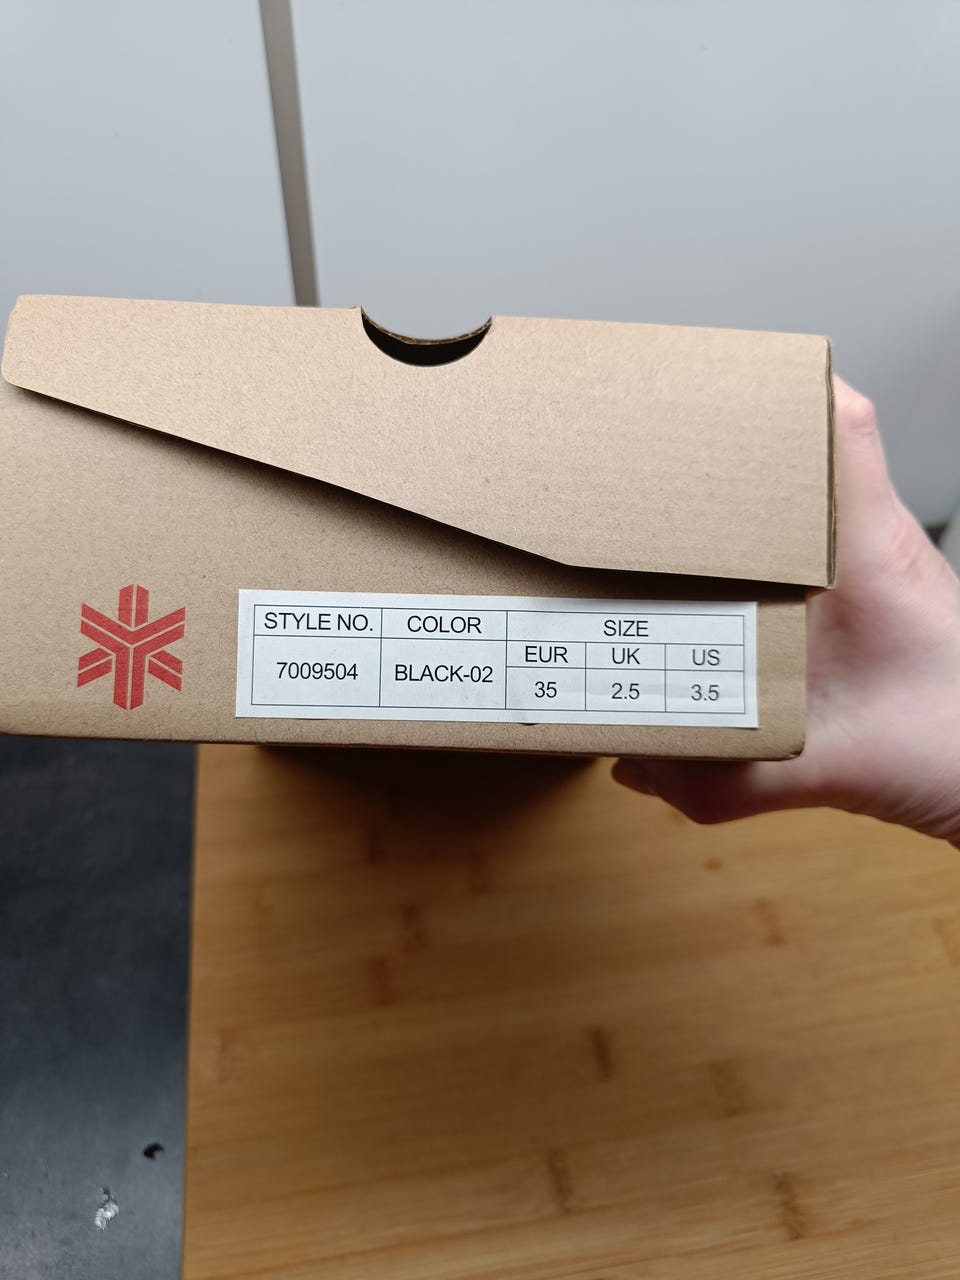 STYLE NO. COLOR SIZE
EUR UK US
7009504 BLACK-02 35 2.5 3.5